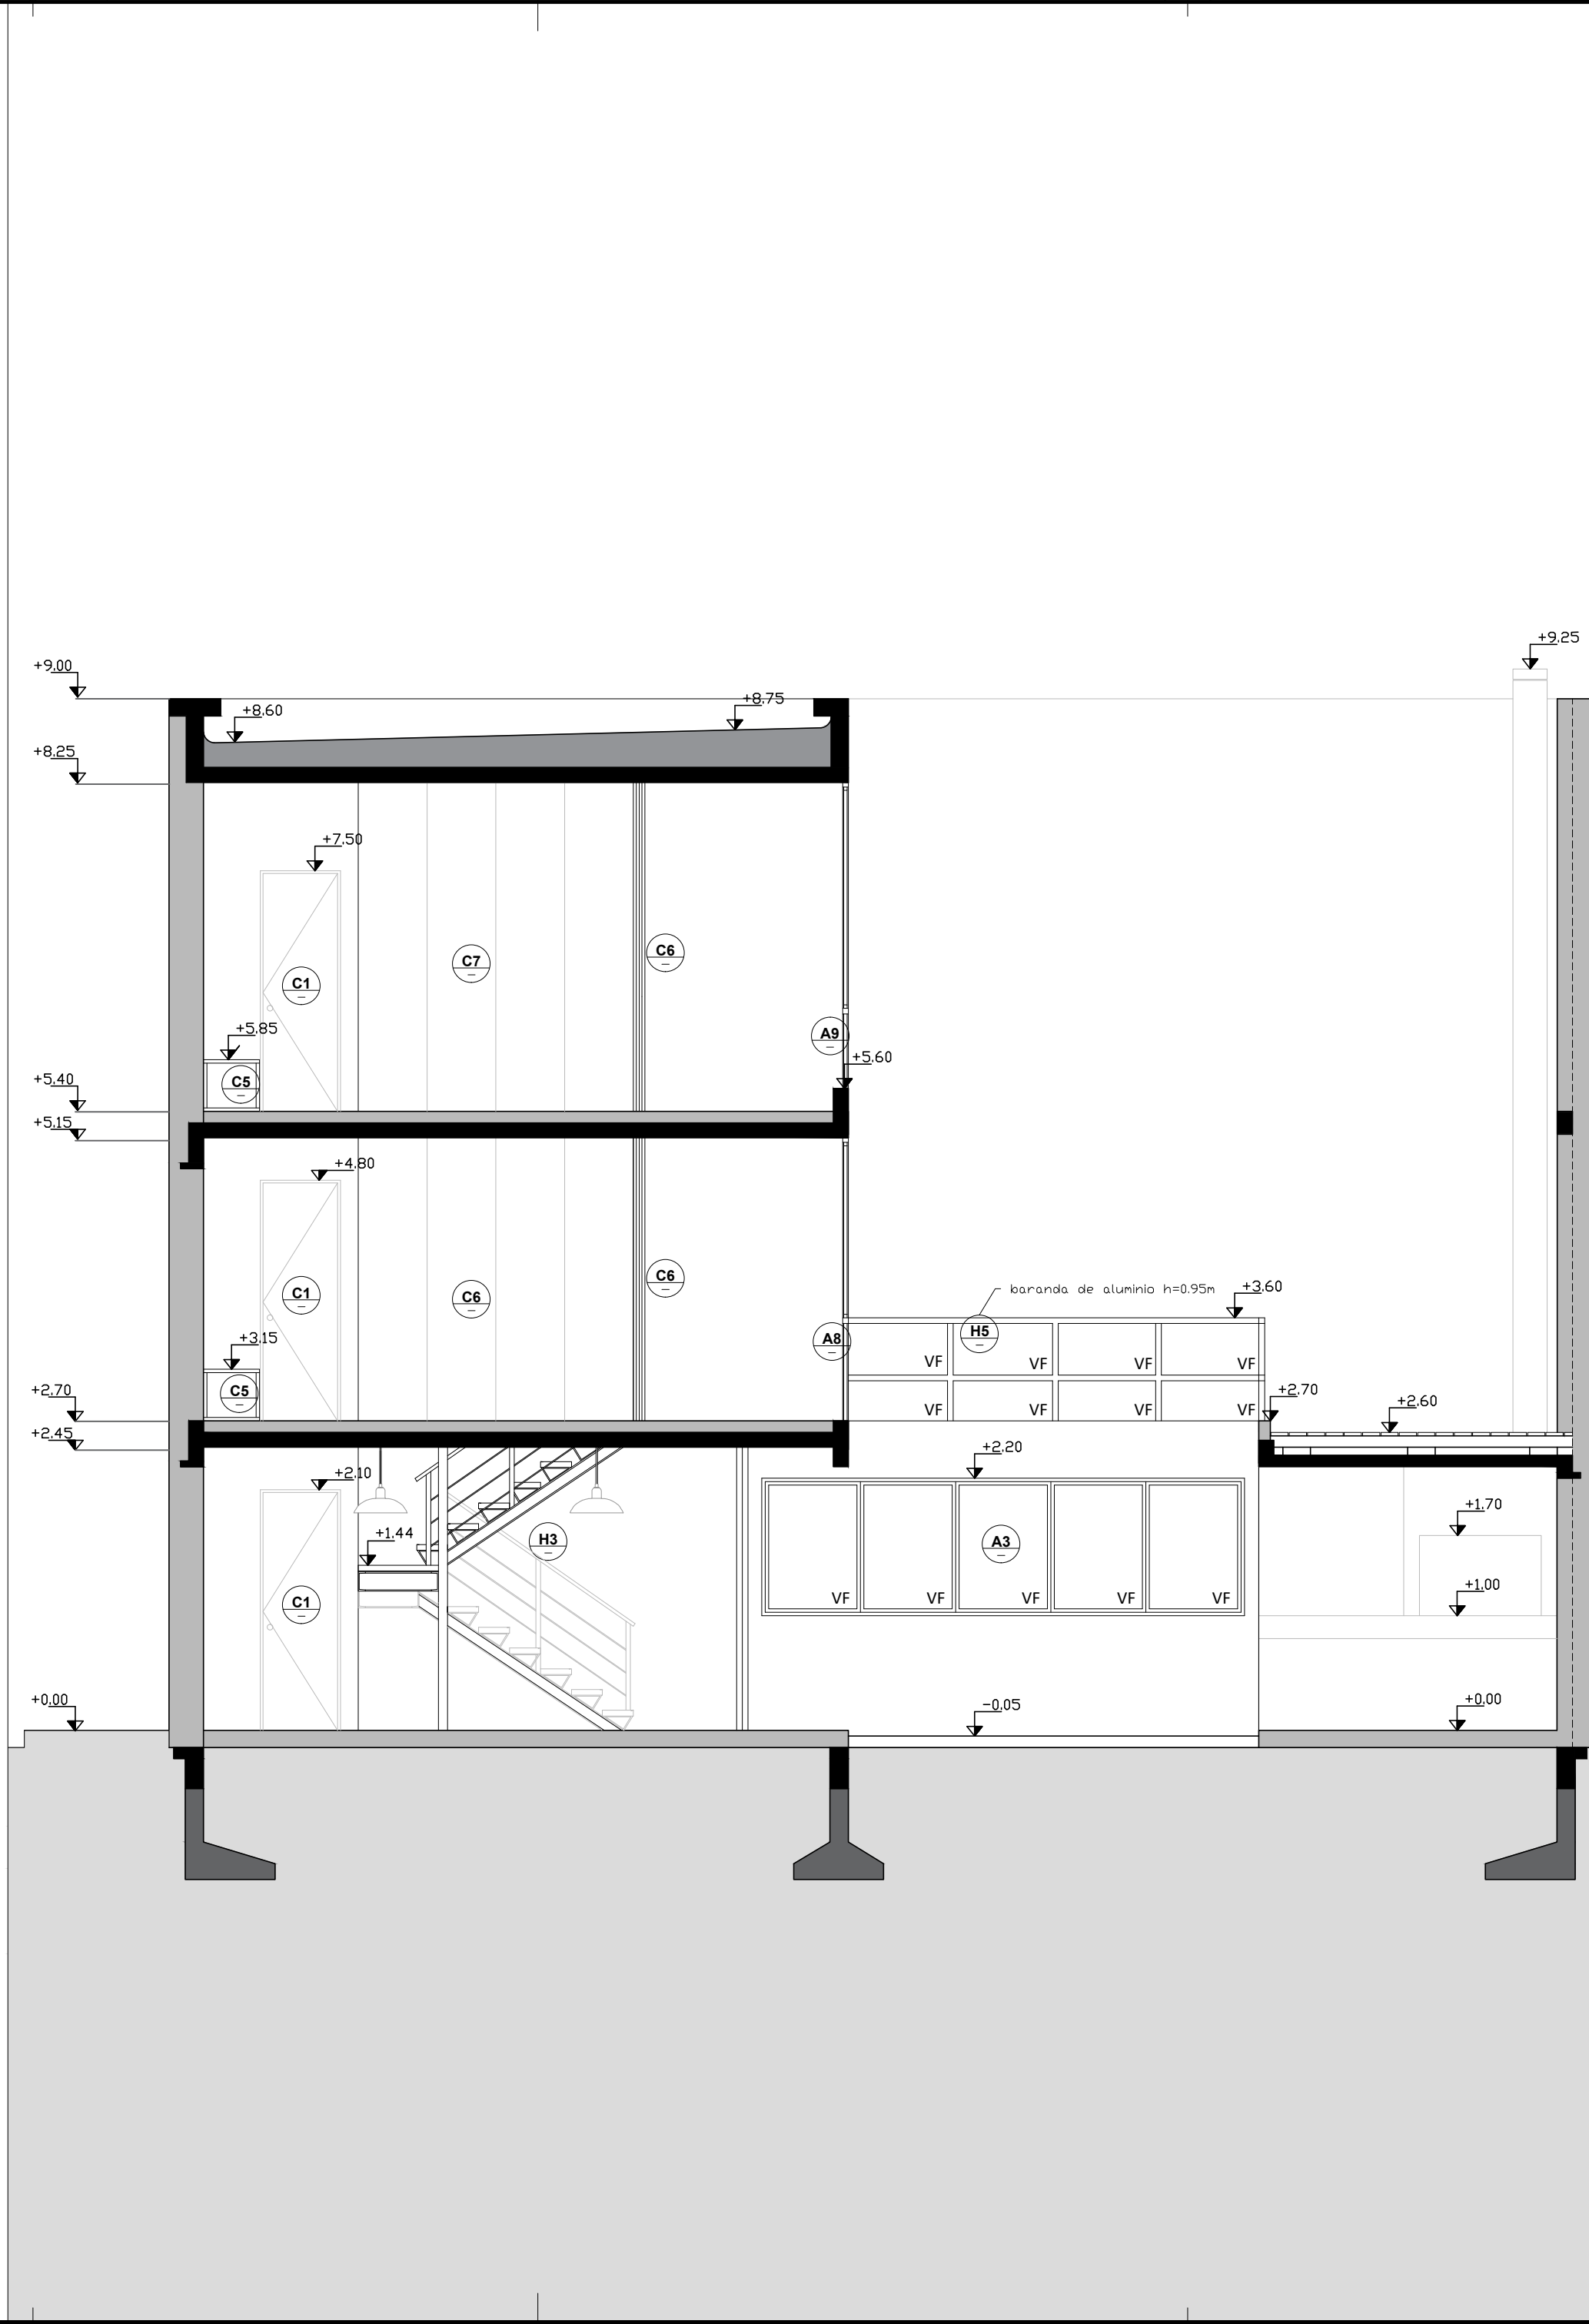 +9.25
+9.00
+8.75
+8.60
+8.25
+7.50
C6
–
C7
–
C1
–
+5.85
A9
–
+5.60
C5
–
+5.40
+5.15
+4.80
C6
–
C1
–
C6
–
baranda de aluminio h=0.95m
+3.60
H5
–
+3.15
A8
–
VF
VF
VF
VF
C5
–
+2.70
+2.70
+2.60
VF
VF
VF
VF
+2.45
+2.20
+2.10
+1.70
+1.44
H3
–
A3
–
+1.00
C1
–
VF
VF
VF
VF
VF
+0.00
-0.05
+0.00